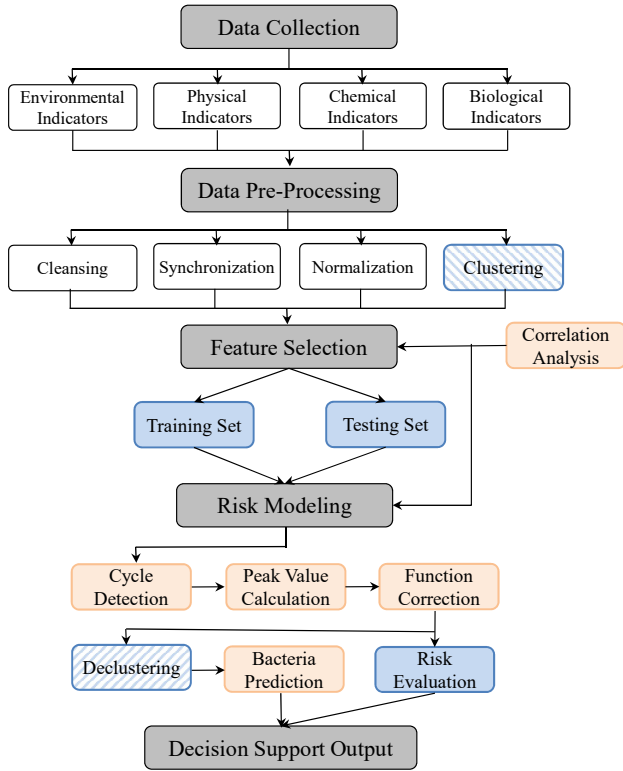 Data Collection
Environmental
Indicators
Physical
Indicators
Chemical
Indicators
Biological
Indicators
Data Pre-Processing
Cleansing
Synchronization
Normalization
Clustering
Feature Selection
Correlation
Analysis
Training Set
Testing Set
Risk Modeling
Cycle
Detection
Peak Value
Calculation
Function
Correction
Declustering
Bacteria
Prediction
Risk
Evaluation
Decision Support Output